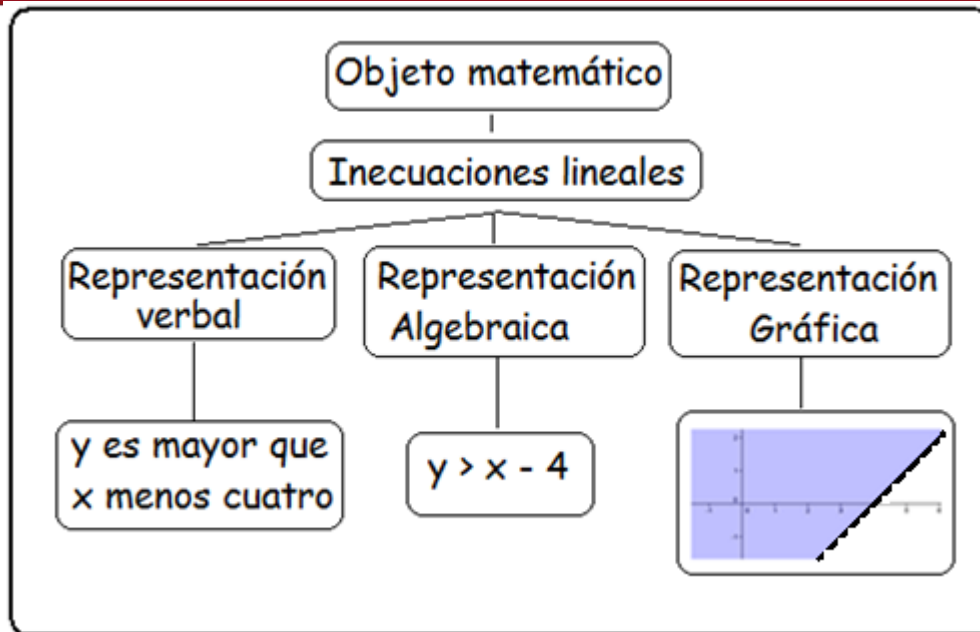 Objeto matemático
Inecuaciones lineales
Representación
verbal
Representación
Algebraica
Representación
Gráfica
y es mayor que
x menos cuatro
y > x - 4